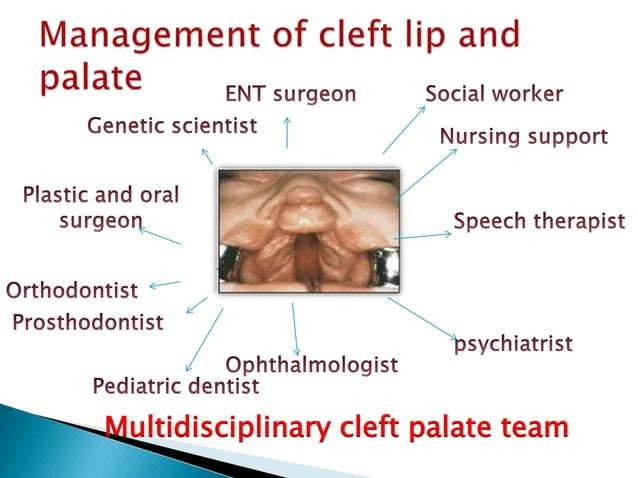 Management of cleft lip and
palate
ENT surgeon
Social worker
Genetic scientist
Nursing support
Plastic and oral
surgeon
Speech therapist
Orthodontist
Prosthodontist
psychiatrist
Ophthalmologist
Pediatric dentist
Multidisciplinary cleft palate team